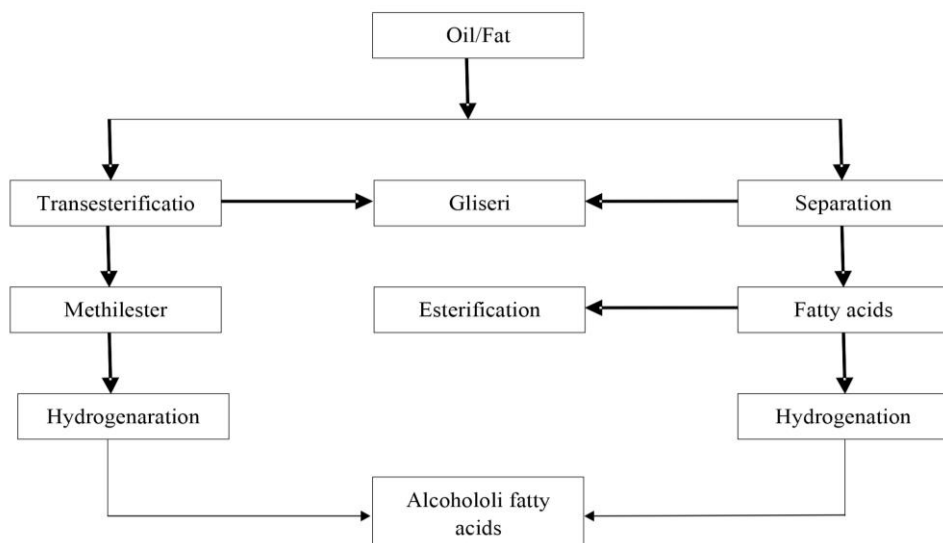 Oil/Fat
Transesterificatio
Gliseri
Separation
Methilester
Esterification
Fatty acids
Hydrogenaration
Hydrogenation
Alcohololi fatty
acids